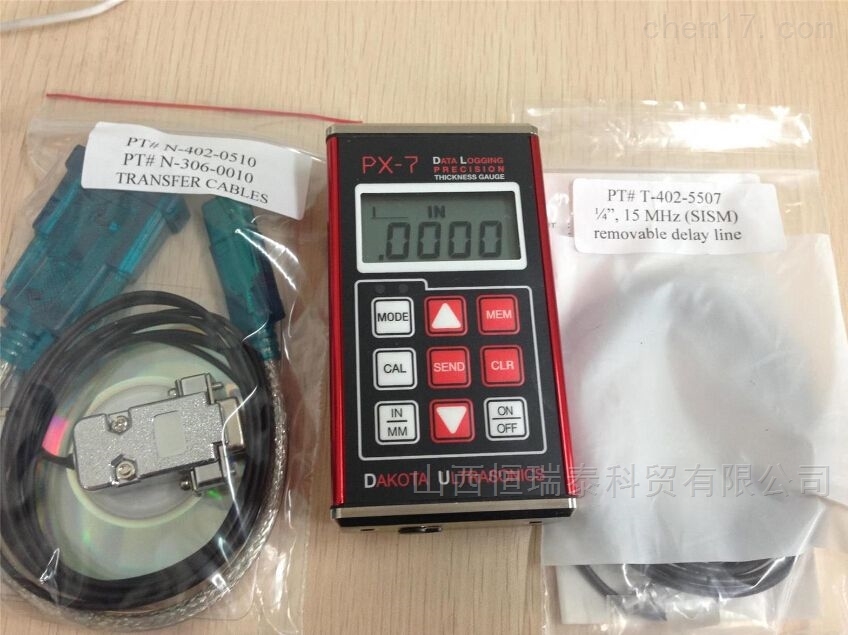 chem17.com
PT# N-402-0510
PT# N-306-0010
TRANSFER CABLES
PX-7
DATA LOGGING
PRECISION
THICKNESS GAUGE
IN
.0000
MODE
MEM
CAL
SEND
CLR
IN
MM
ON
OFF
DAKOTA ULTRASONICS
PT# T-402-5507
¼”, 15 MHz (SISM)
removable delay line
山西恒瑞泰科贸有限公司